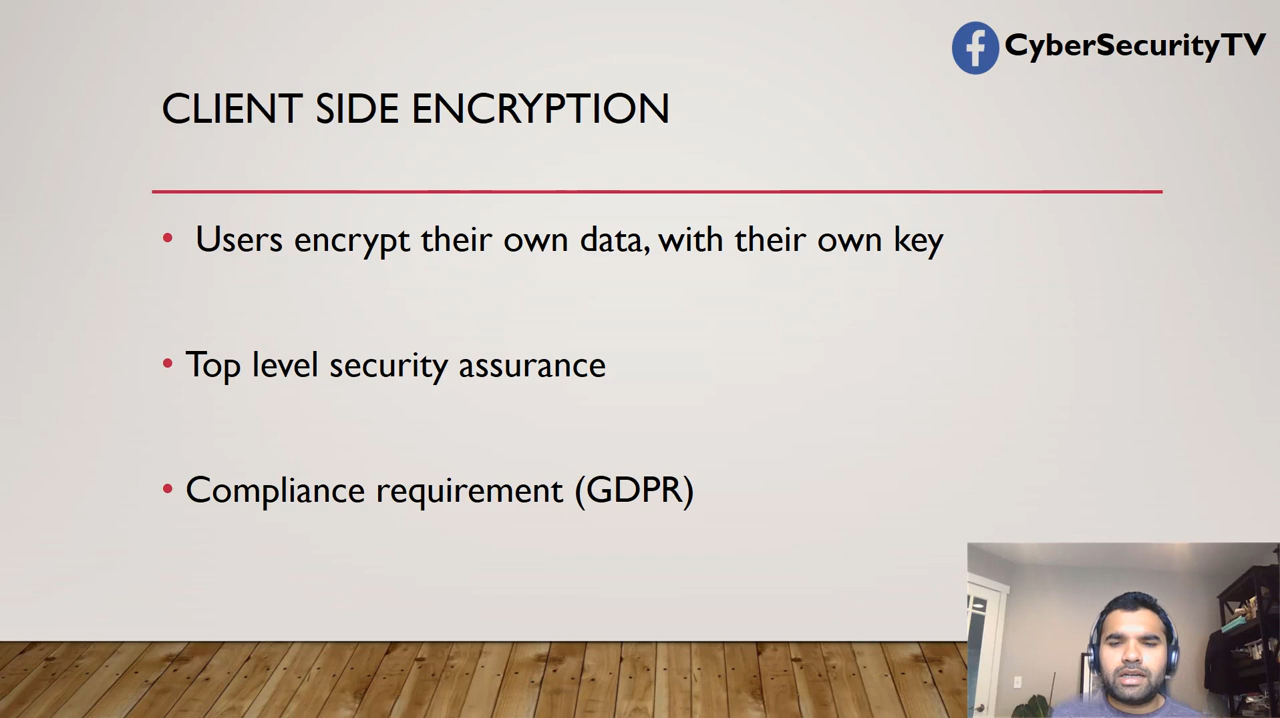 CyberSecurityTV
CLIENT SIDE ENCRYPTION
• Users encrypt their own data, with their own key
• Top level security assurance
• Compliance requirement (GDPR)